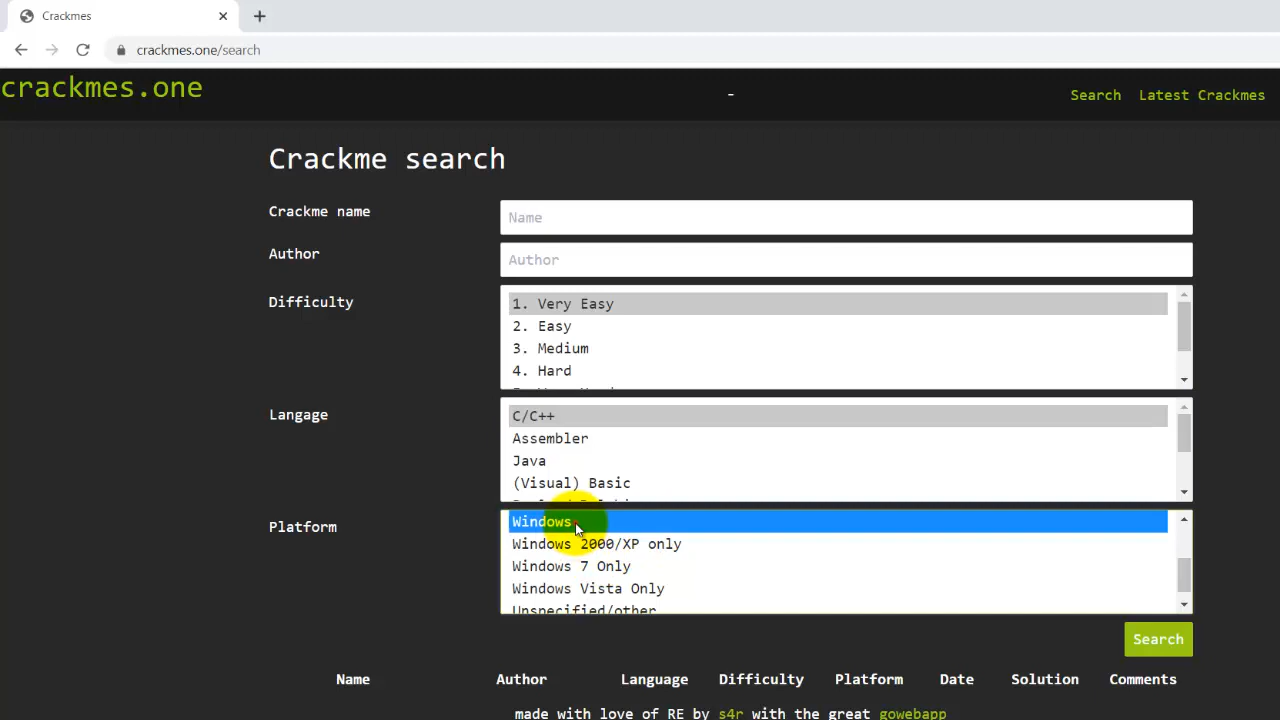 Crackmes
crackmes.one/search
crackmes.one
-
Search Latest Crackmes
Crackme search
Crackme name
Name
Author
Author
Difficulty
1. Very Easy
2. Easy
3. Medium
4. Hard
Langage
C/C++
Assembler
Java
(Visual) Basic
Platform
Windows
Windows 2000/XP only
Windows 7 Only
Windows Vista Only
Unspecified/other
Search
Name Author Language Difficulty Platform Date Solution Comments
made with love of RE by s4r with the great gowebapp